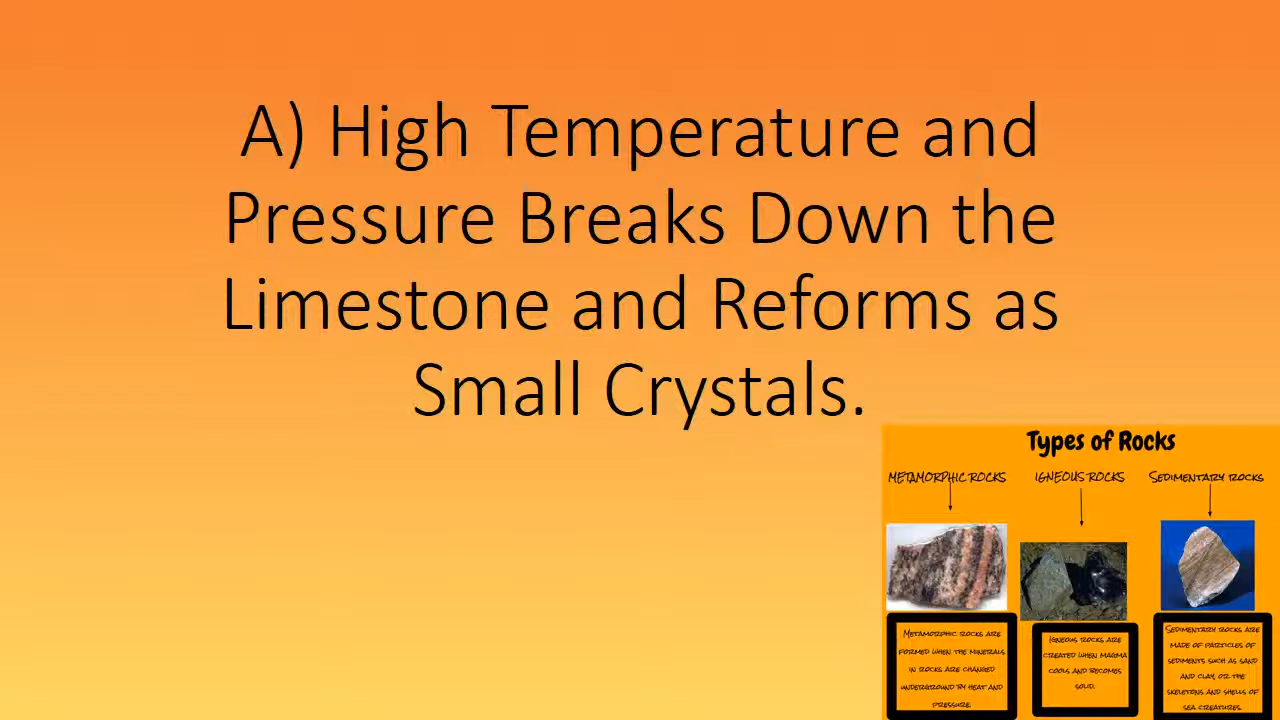 A) High Temperature and
Pressure Breaks Down the
Limestone and Reforms as
Small Crystals.
Types of Rocks
METAMORPHIC ROCKS
IGNEOUS ROCKS
SEDIMENTARY ROCKS
METAMORPHIC ROCKS ARE
FORMED WHEN THE MINERALS
IN ROCKS ARE CHANGED
UNDERGROUND BY HEAT AND
PRESSURE
IGNEOUS ROCKS ARE
CREATED WHEN MAGMA
COOLS AND BECOMES
SOLID.
SEDIMENTARY ROCKS ARE
MADE OF PARTICLES OF
SEDIMENTS SUCH AS SAND
AND CLAY, OR THE
SKELETONS AND SHELLS OF
SEA CREATURES.